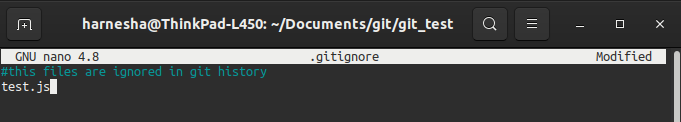 harnesha@ThinkPad-L450: ~/Documents/git/git_test
GNU nano 4.8 .gitignore Modified
#this files are ignored in git history
test.js